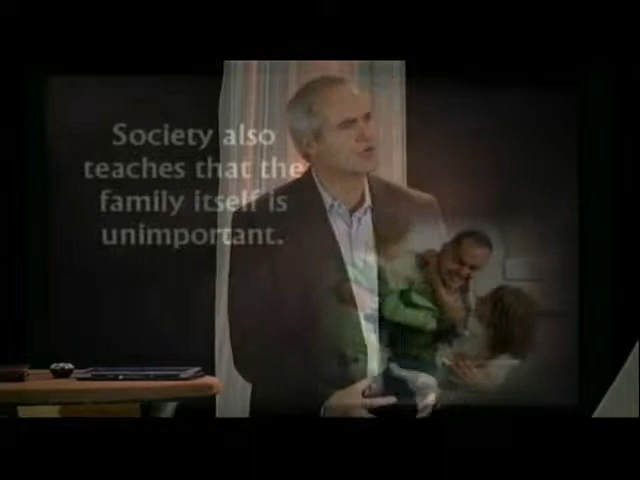 Society also
teaches that the
family itself is
unimportant.